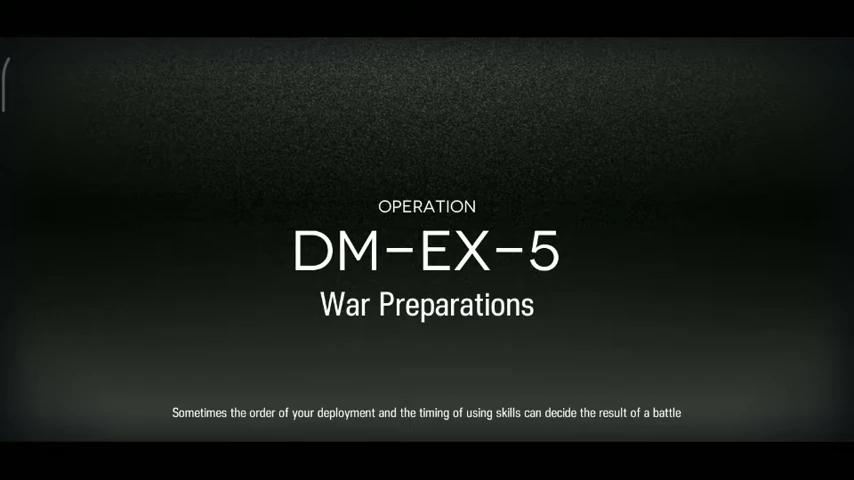 OPERATION
DM-EX-5
War Preparations
Sometimes the order of your deployment and the timing of using skills can decide the result of a battle